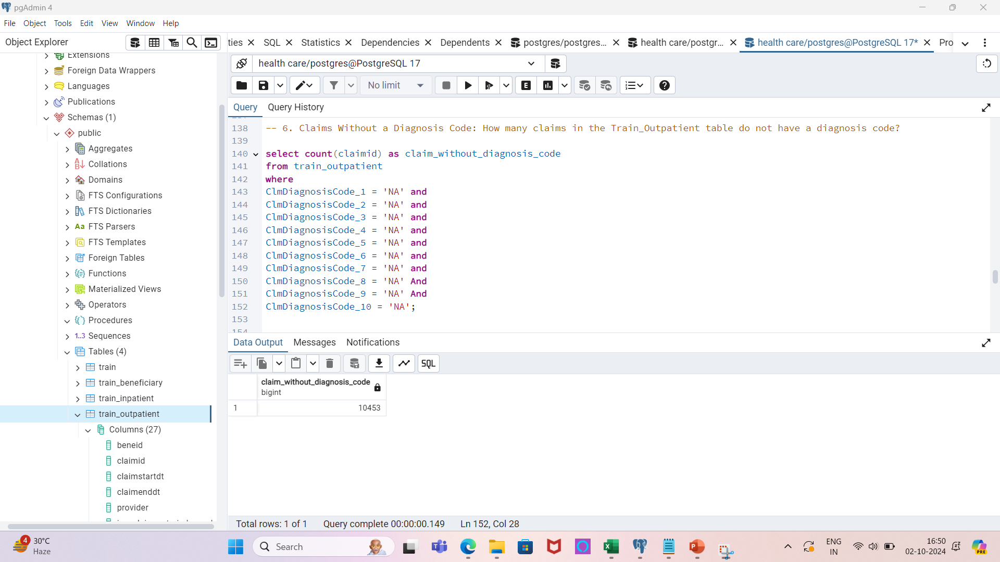 pgAdmin 4
File Object Tools Edit View Window Help
Object Explorer
ties SQL Statistics Dependencies Dependents postgres/postgres... health care/postgr... health care/postgres@PostgreSQL 17* Pro
health care/postgres@PostgreSQL 17
No limit
E
Query Query History
Extensions
Foreign Data Wrappers
Languages
Publications
Schemas (1)
public
Aggregates
Collations
Domains
FTS Configurations
FTS Dictionaries
Aa FTS Parsers
FTS Templates
Foreign Tables
Functions
Materialized Views
Operators
Procedures
1..3 Sequences
Tables (4)
train
train_beneficiary
train_inpatient
train_outpatient
Columns (27)
beneid
claimid
claimstartdt
claimenddt
provider
138 -- 6. Claims Without a Diagnosis Code: How many claims in the Train_Outpatient table do not have a diagnosis code?
139
140 select count(claimid) as claim_without_diagnosis_code
141 from train_outpatient
142 where
143 ClmDiagnosisCode_1 = 'NA' and
144 ClmDiagnosisCode_2 = 'NA' and
145 ClmDiagnosisCode_3 = 'NA' and
146 ClmDiagnosisCode_4 = 'NA' and
147 ClmDiagnosisCode_5 = 'NA' and
148 ClmDiagnosisCode_6 = 'NA' and
149 ClmDiagnosisCode_7 = 'NA' and
150 ClmDiagnosisCode_8 = 'NA' And
151 ClmDiagnosisCode_9 = 'NA' And
152 ClmDiagnosisCode_10 = 'NA';
153
154
Data Output Messages Notifications
SQL
claim_without_diagnosis_code
bigint
1 10453
Total rows: 1 of 1 Query complete 00:00:00.149 Ln 152, Col 28
4
30°C
Haze
Search
ENG
IN
16:50
02-10-2024
PRE